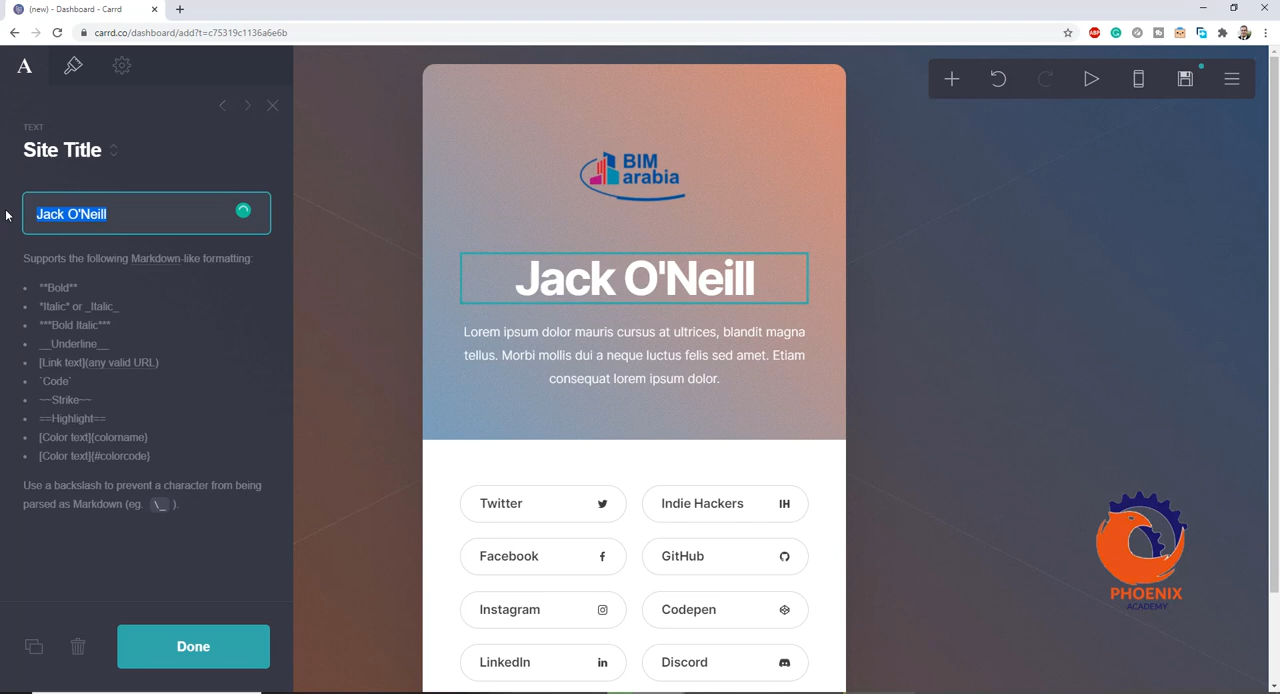 (new) - Dashboard - Carrd
carrd.co/dashboard/add?t=c75319c1136a6e6b
ABP
A
TEXT
Site Title
Jack O'Neill
Supports the following Markdown-like formatting:
**Bold**
*Italic* or _Italic_
***Bold Italic***
__Underline__
[Link text](any valid URL)
`Code`
~~Strike~~
==Highlight==
[Color text]{colorname}
[Color text]{#colorcode}
Use a backslash to prevent a character from being
parsed as Markdown (eg. \_ ).
Done
BIM
arabia
Jack O'Neill
Lorem ipsum dolor mauris cursus at ultrices, blandit magna
tellus. Morbi mollis dui a neque luctus felis sed amet. Etiam
consequat lorem ipsum dolor.
Twitter
Indie Hackers IH
Facebook f
GitHub
Instagram
Codepen
LinkedIn in
Discord
PHOENIX
ACADEMY